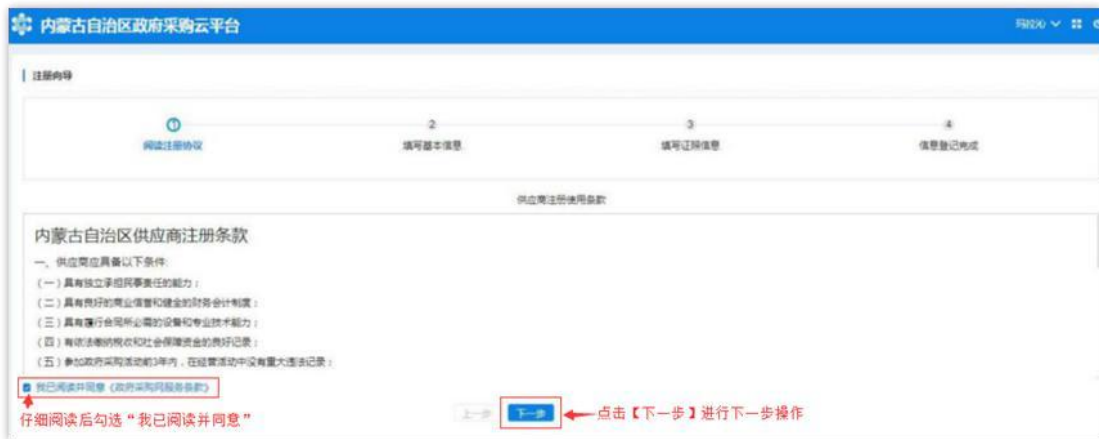 内蒙古自治区政府采购云平台
注册向导
1 2 3 4
阅读注册协议 填写基本信息 填写证照信息 信息登记完成
供应商注册使用条款
内蒙古自治区供应商注册条款
一、供应商应具备以下条件:
(一)具有独立承担民事责任的能力;
(二)具有良好的商业信誉和健全的财务会计制度;
(三)具有履行合同所必需的设备和专业技术能力;
(四)有依法缴纳税收和社会保障资金的良好记录;
(五)参加政府采购活动前3年内,在经营活动中没有重大违法记录;
我已阅读并同意《政府采购网服务条款》
上一步 下一步 点击【下一步】进行下一步操作
仔细阅读后勾选“我已阅读并同意”